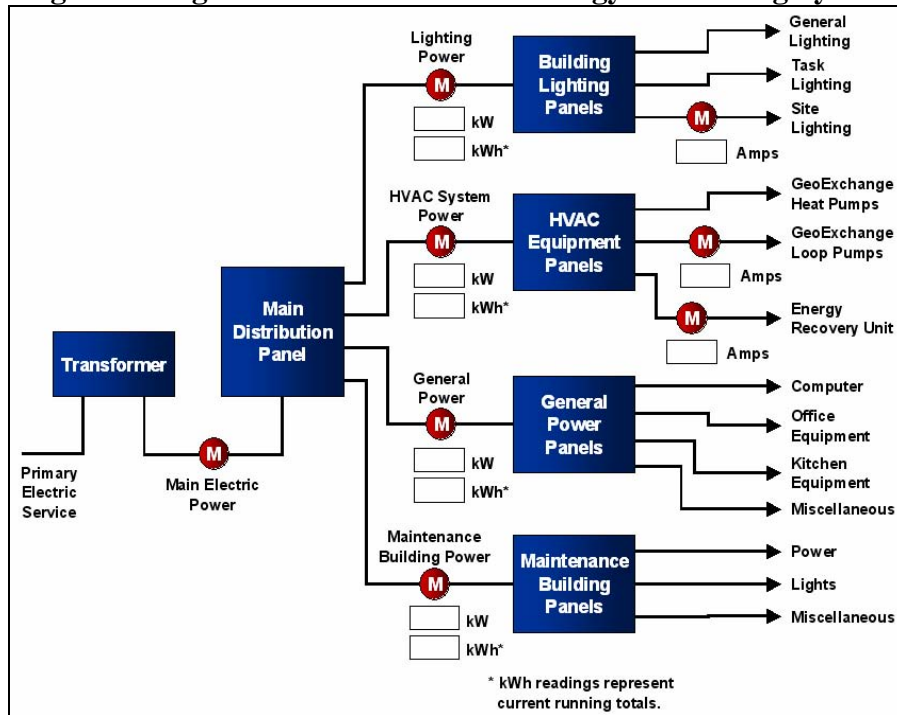 Lighting
Power
M
kW
kWh*
Building
Lighting
Panels
General
Lighting
Task
Lighting
M
Site
Lighting
Amps
HVAC System
Power
M
kW
kWh*
HVAC
Equipment
Panels
GeoExchange
Heat Pumps
M
GeoExchange
Loop Pumps
Amps
M
Energy
Recovery Unit
Amps
Transformer
Main
Distribution
Panel
Primary
Electric
Service
M
Main Electric
Power
General
Power
M
kW
kWh*
General
Power
Panels
Computer
Office
Equipment
Kitchen
Equipment
Miscellaneous
Maintenance
Building Power
M
kW
kWh*
Maintenance
Building
Panels
Power
Lights
Miscellaneous
* kWh readings represent
current running totals.